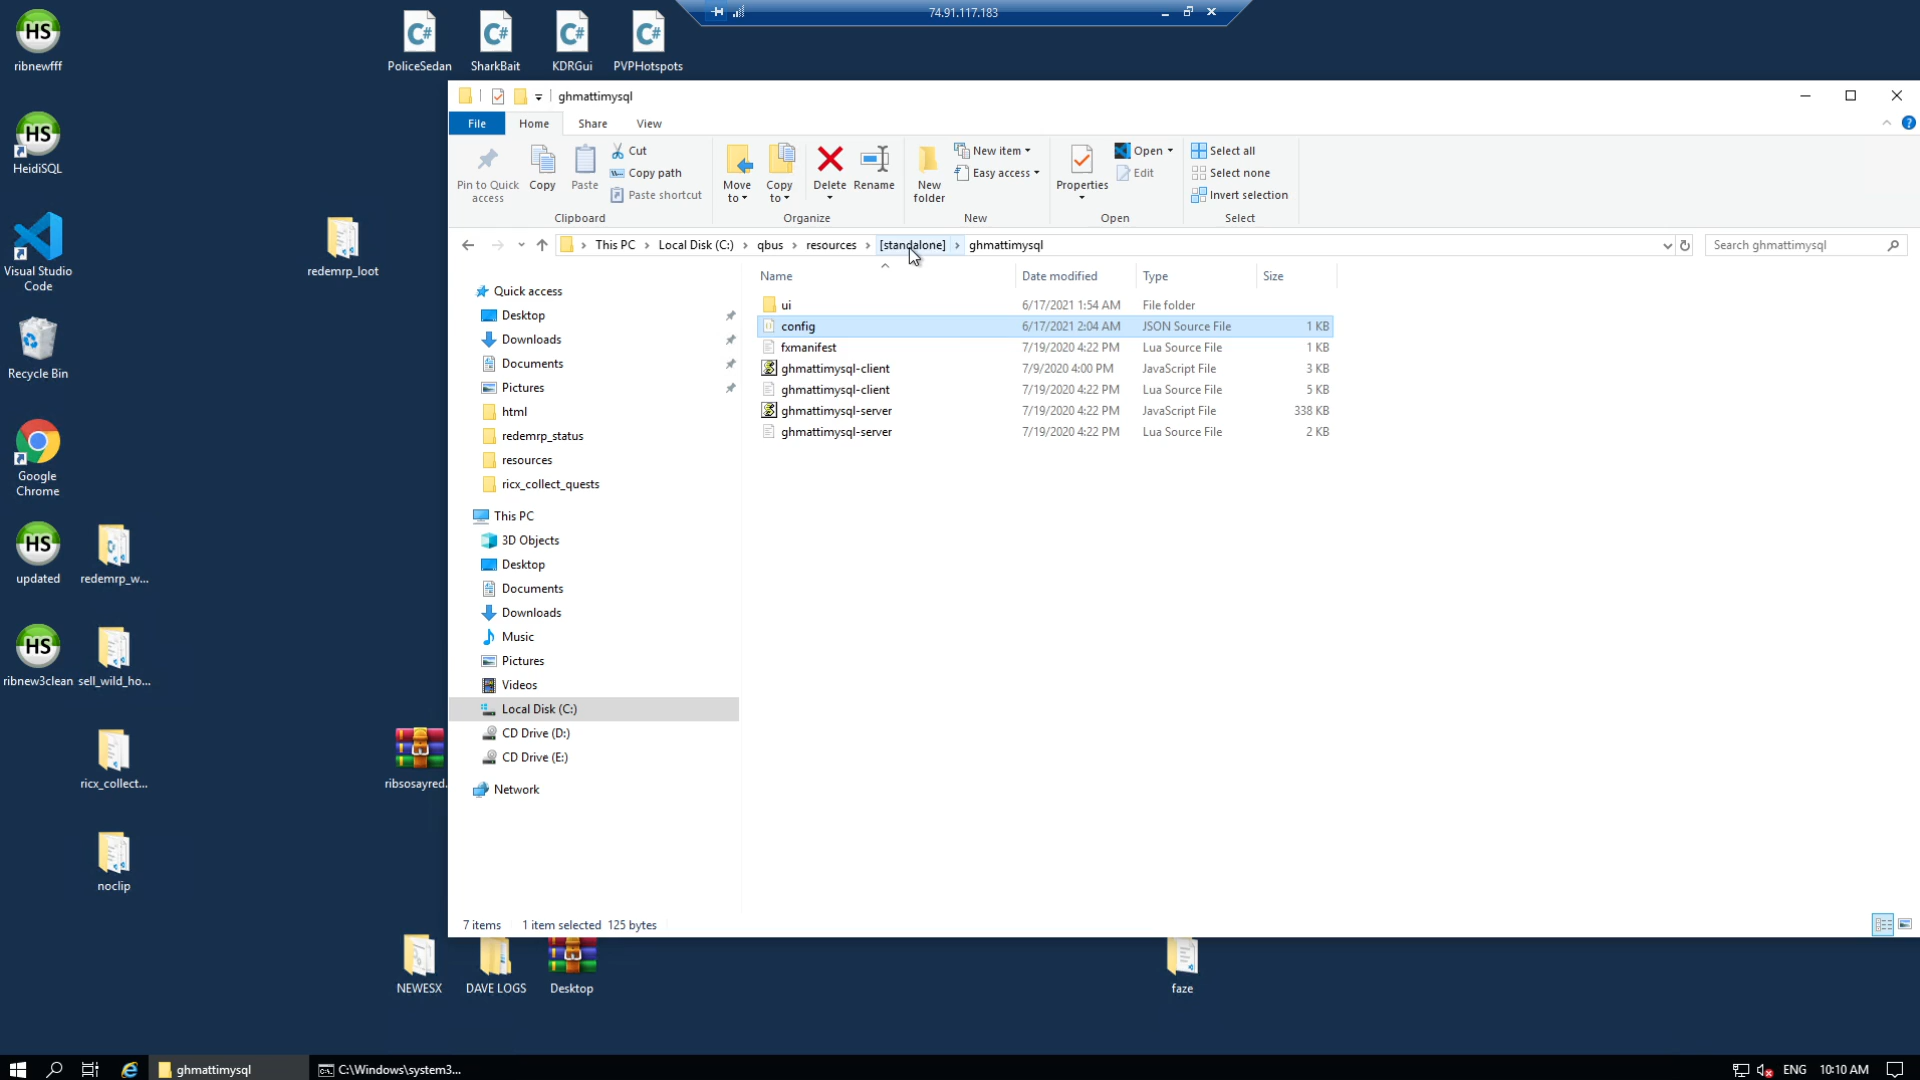 74.91.117.183
ribnewfff
PoliceSedan
SharkBait
KDRGui
PVPHotspots
HeidiSQL
Visual Studio
Code
redemrp_loot
Recycle Bin
Google
Chrome
updated
redemrp_w...
ribnew3clean
sell_wild_ho...
ricx_collect...
ribsosayred.
noclip
NEWESX
DAVE LOGS
Desktop
faze
ghmattimysql
File
Home
Share
View
Pin to Quick
access
Copy
Paste
Cut
Copy path
Paste shortcut
Clipboard
Move
to
Copy
to
Delete
Rename
Organize
New
folder
New item
Easy access
New
Properties
Open
Edit
Open
Select all
Select none
Invert selection
Select
This PC > Local Disk (C:) > qbus > resources > [standalone] > ghmattimysql
Search ghmattimysql
Quick access
Desktop
Downloads
Documents
Pictures
html
redemrp_status
resources
ricx_collect_quests
This PC
3D Objects
Desktop
Documents
Downloads
Music
Pictures
Videos
Local Disk (C:)
CD Drive (D:)
CD Drive (E:)
Network
Name Date modified Type Size
ui 6/17/2021 1:54 AM File folder
config 6/17/2021 2:04 AM JSON Source File 1 KB
fxmanifest 7/19/2020 4:22 PM Lua Source File 1 KB
ghmattimysql-client 7/9/2020 4:00 PM JavaScript File 3 KB
ghmattimysql-client 7/19/2020 4:22 PM Lua Source File 5 KB
ghmattimysql-server 7/19/2020 4:22 PM JavaScript File 338 KB
ghmattimysql-server 7/19/2020 4:22 PM Lua Source File 2 KB
7 items 1 item selected 125 bytes
ghmattimysql
C:\Windows\system3...
ENG 10:10 AM